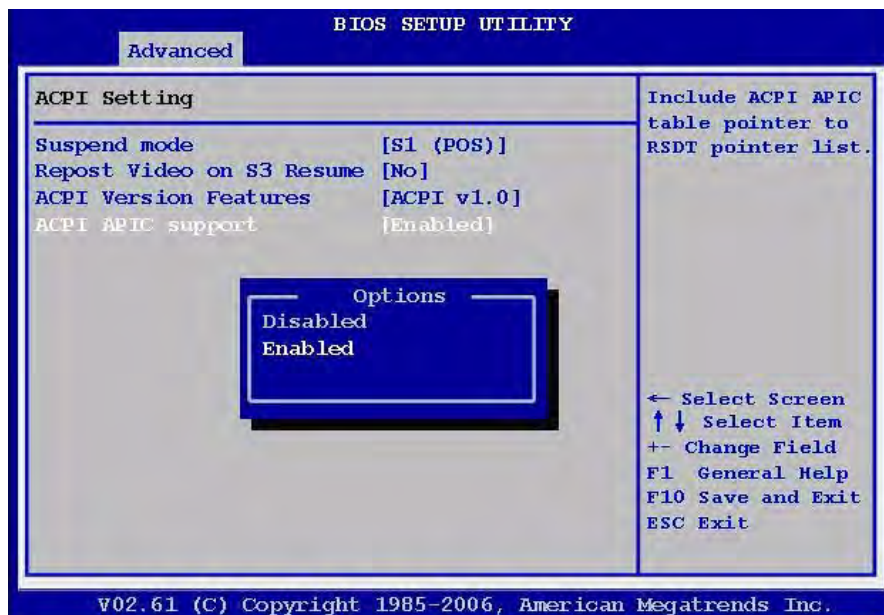 BIOS SETUP UTILITY
Advanced
ACPI Setting
Suspend mode [S1 (POS)]
Repost Video on S3 Resume [No]
ACPI Version Features [ACPI v1.0]
ACPI APIC support [Enabled]
Options
Disabled
Enabled
Include ACPI APIC
table pointer to
RSDT pointer list.
← Select Screen
↑↓ Select Item
+- Change Field
F1 General Help
F10 Save and Exit
ESC Exit
V02.61 (C) Copyright 1985-2006, American Megatrends Inc.